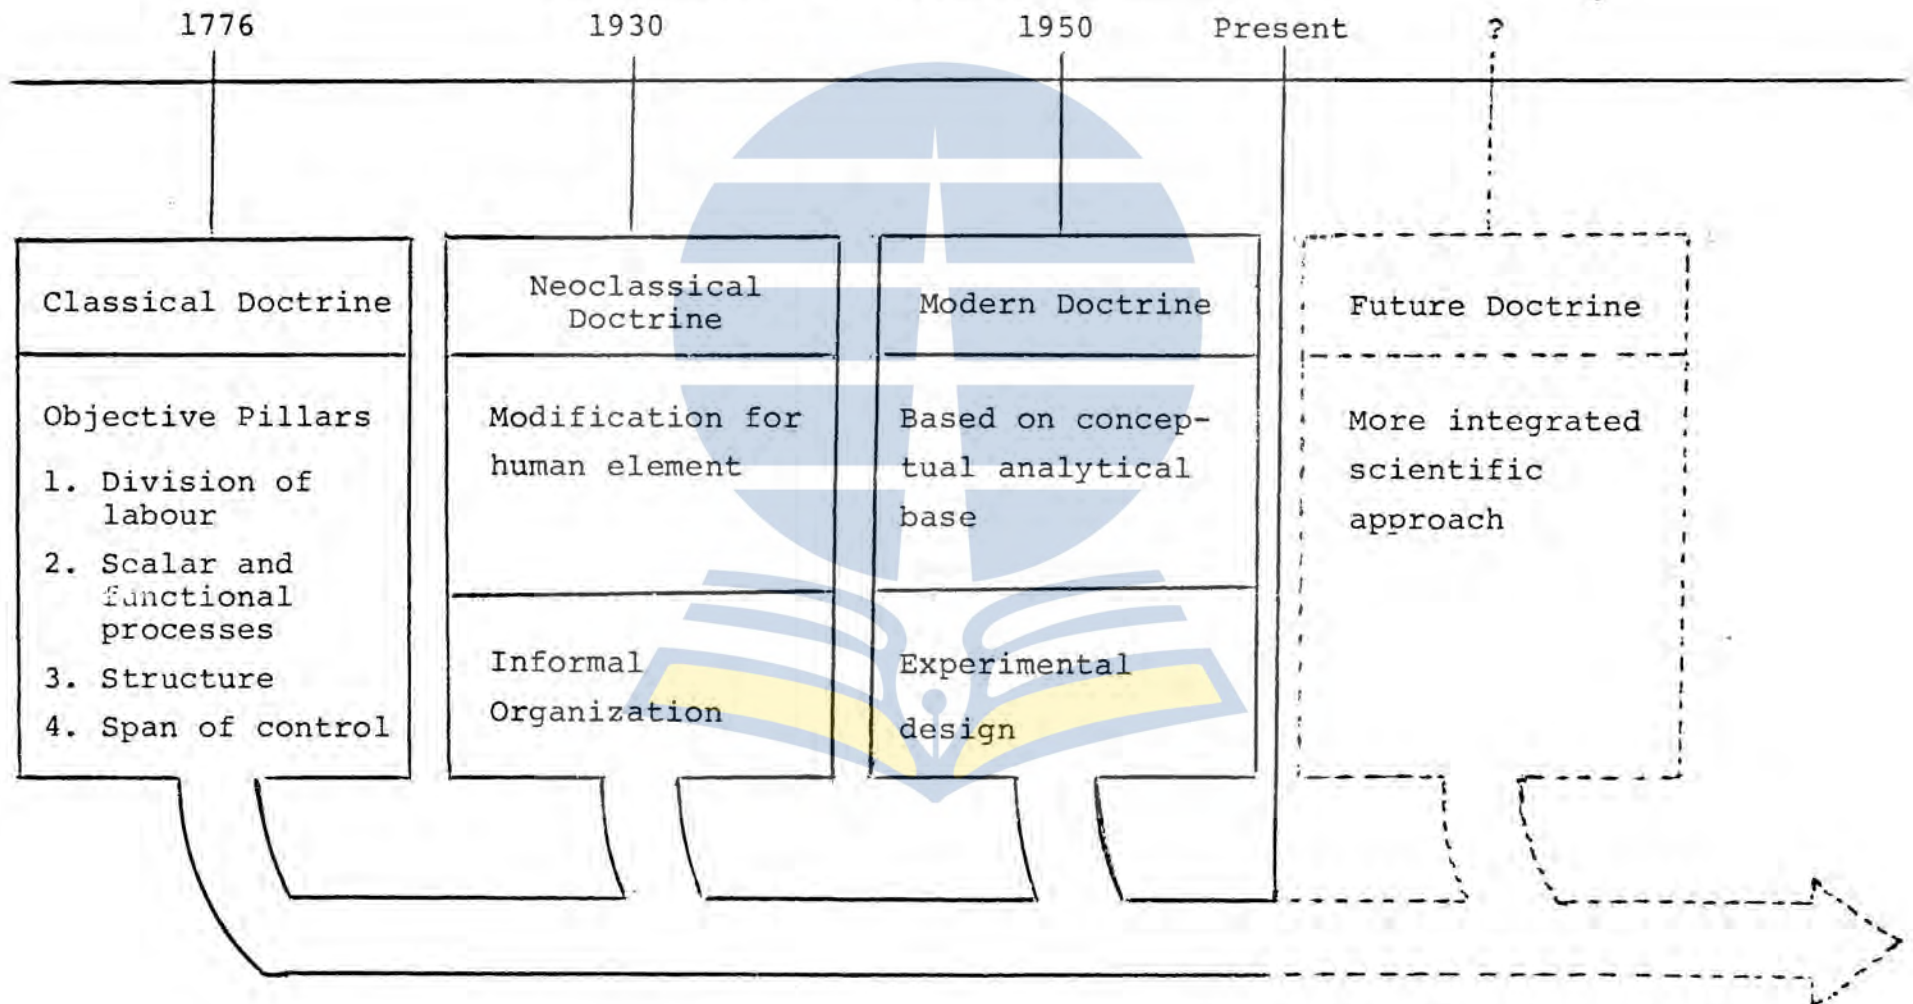 1776
1930
1950
Present
?
Classical Doctrine
Objective Pillars
1. Division of
labour
2. Scalar and
functional
processes
3. Structure
4. Span of control
Neoclassical
Doctrine
Modification for
human element
Informal
Organization
Modern Doctrine
Based on concep-
tual analytical
base
Experimental
design
Future Doctrine
More integrated
scientific
approach